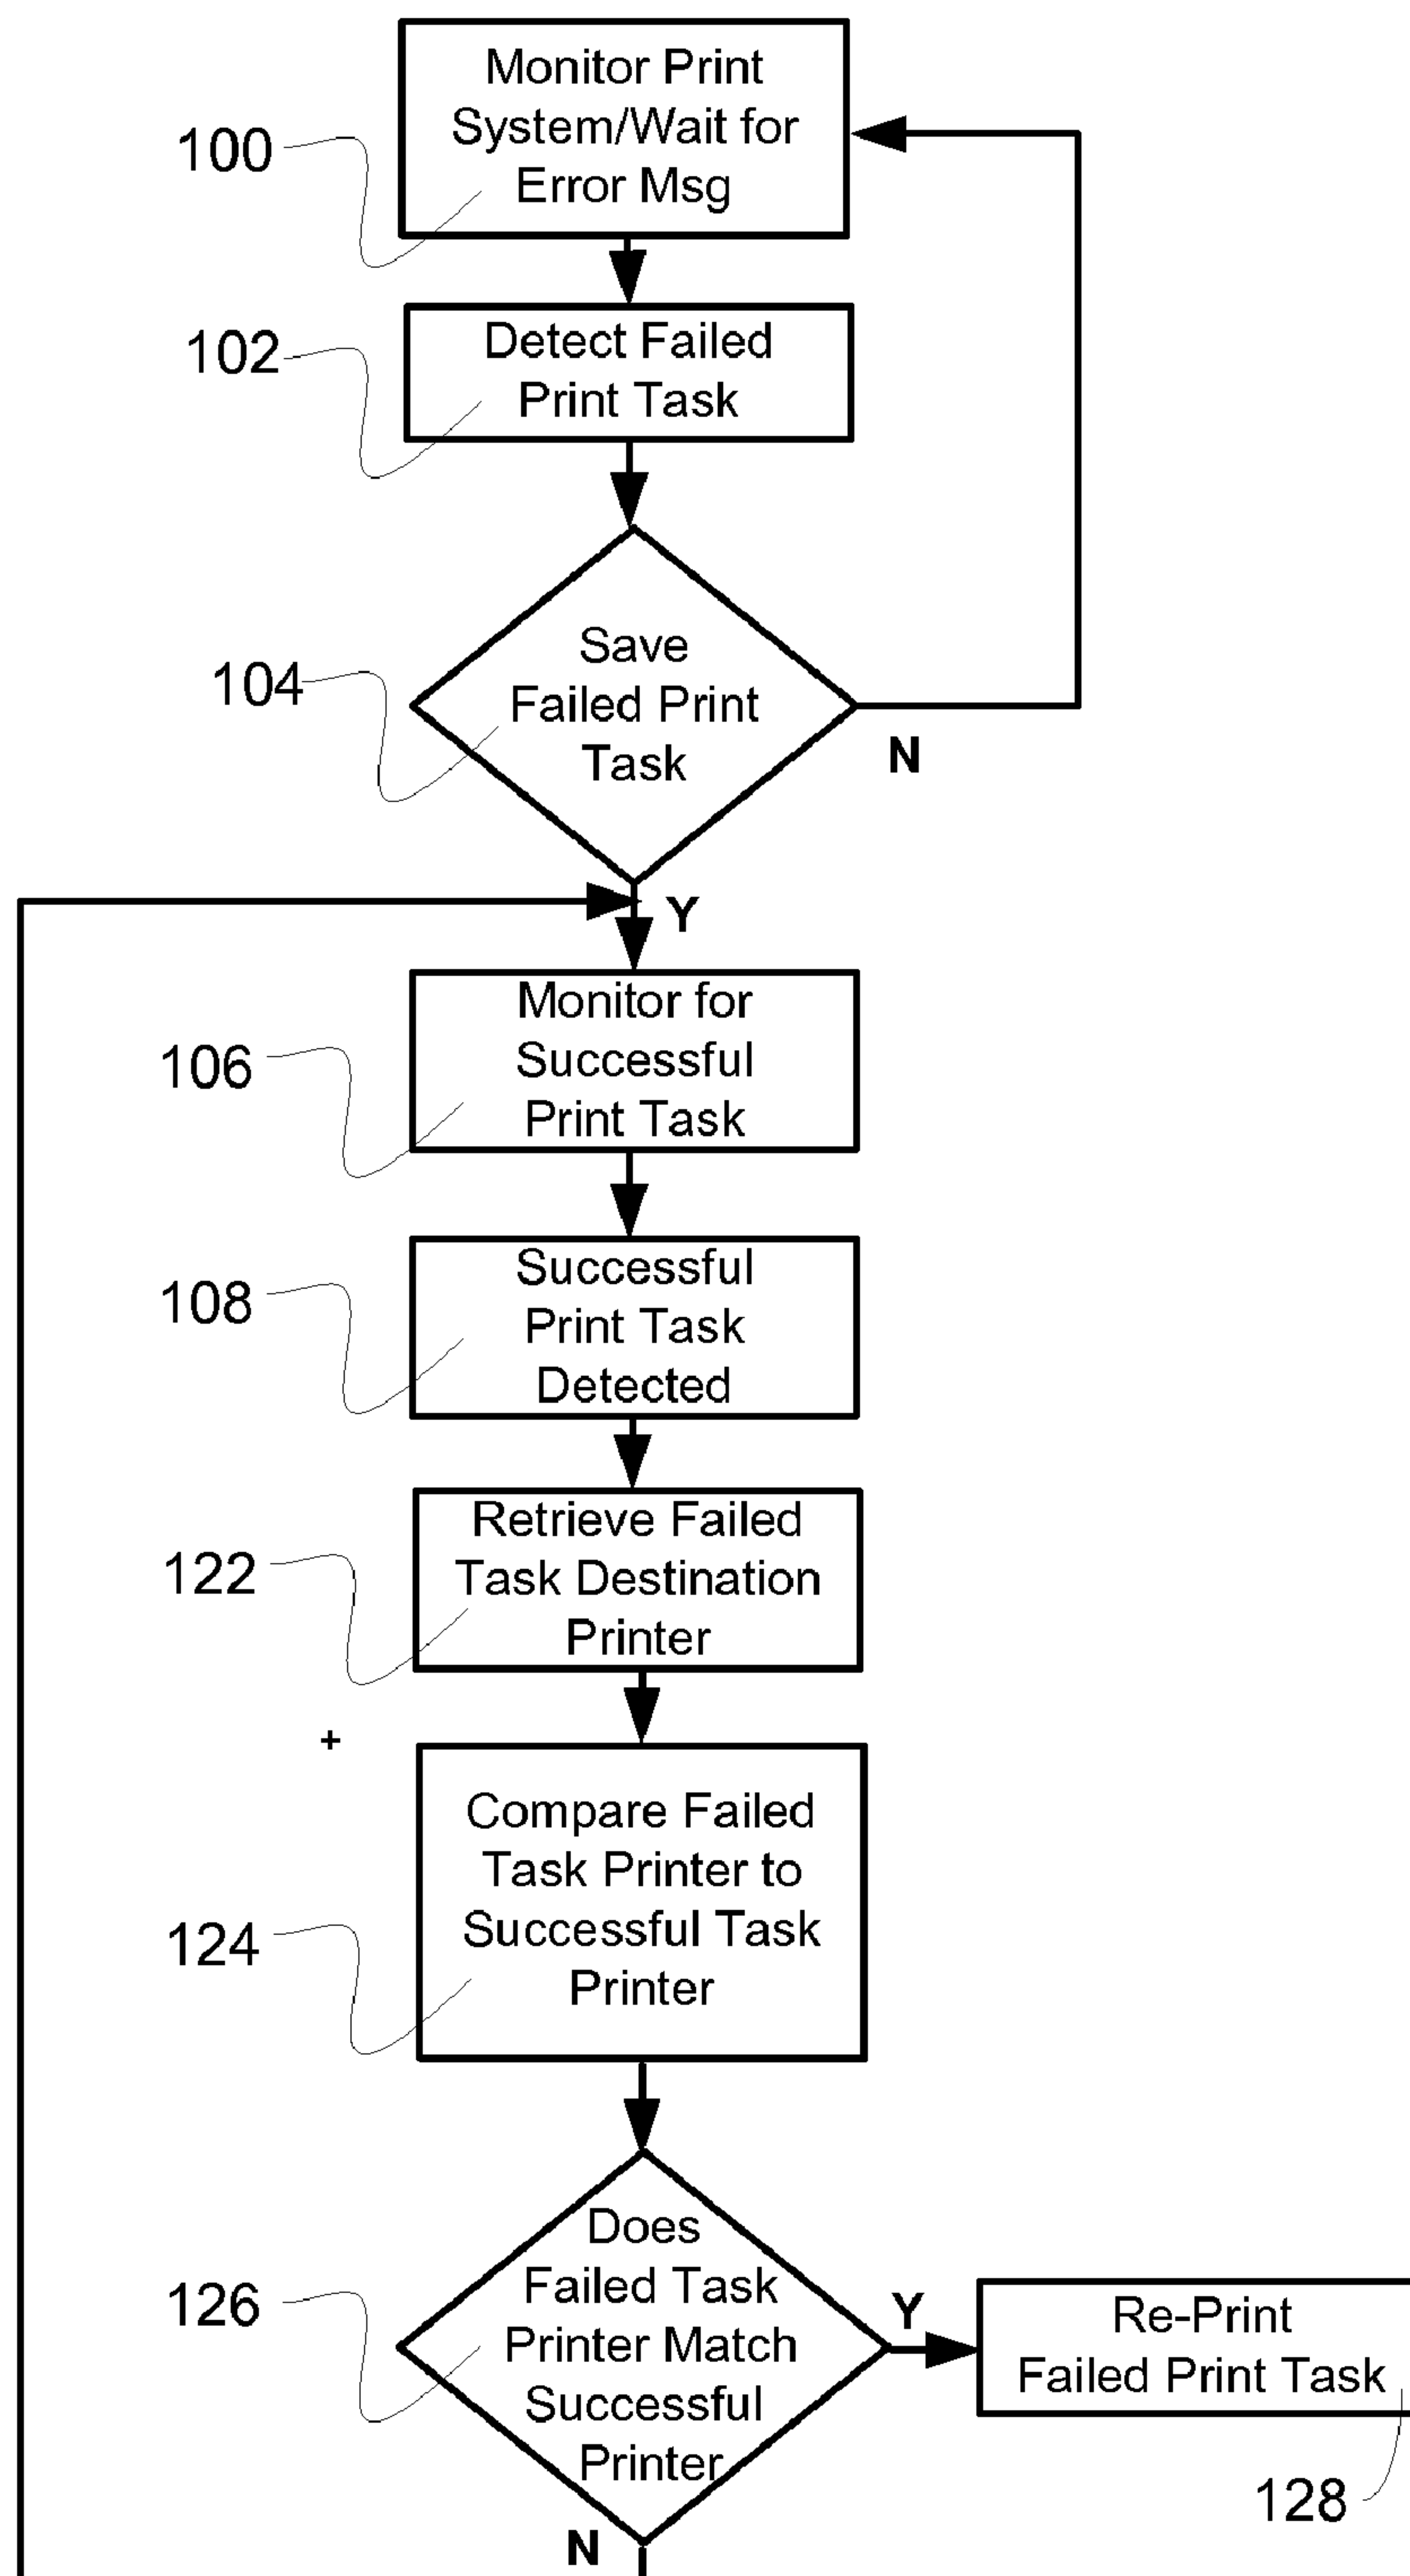 Monitor Print
System/Wait for
Error Msg
100
Detect Failed
Print Task
102
Save
Failed Print
Task
104
N
Y
Monitor for
Successful
Print Task
106
Successful
Print Task
Detected
108
Retrieve Failed
Task Destination
Printer
122
+
Compare Failed
Task Printer to
Successful Task
Printer
124
Does
Failed Task
Printer Match
Successful
Printer
126
Y
Re-Print
Failed Print Task
128
N